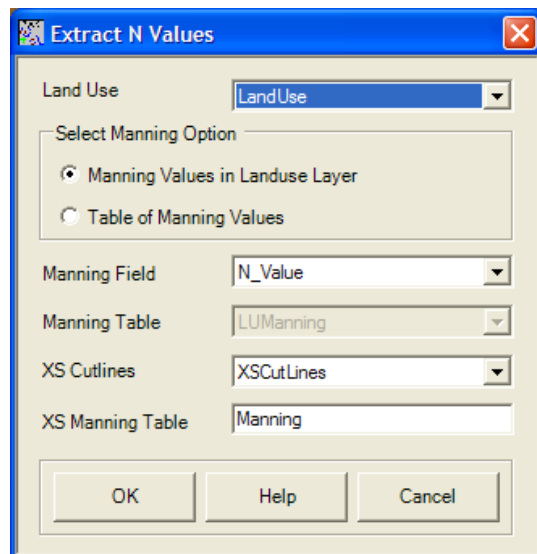 Extract N Values
Land Use LandUse
Select Manning Option
Manning Values in Landuse Layer
Table of Manning Values
Manning Field N_Value
Manning Table LUManning
XS Cutlines XSCutLines
XS Manning Table Manning
OK Help Cancel